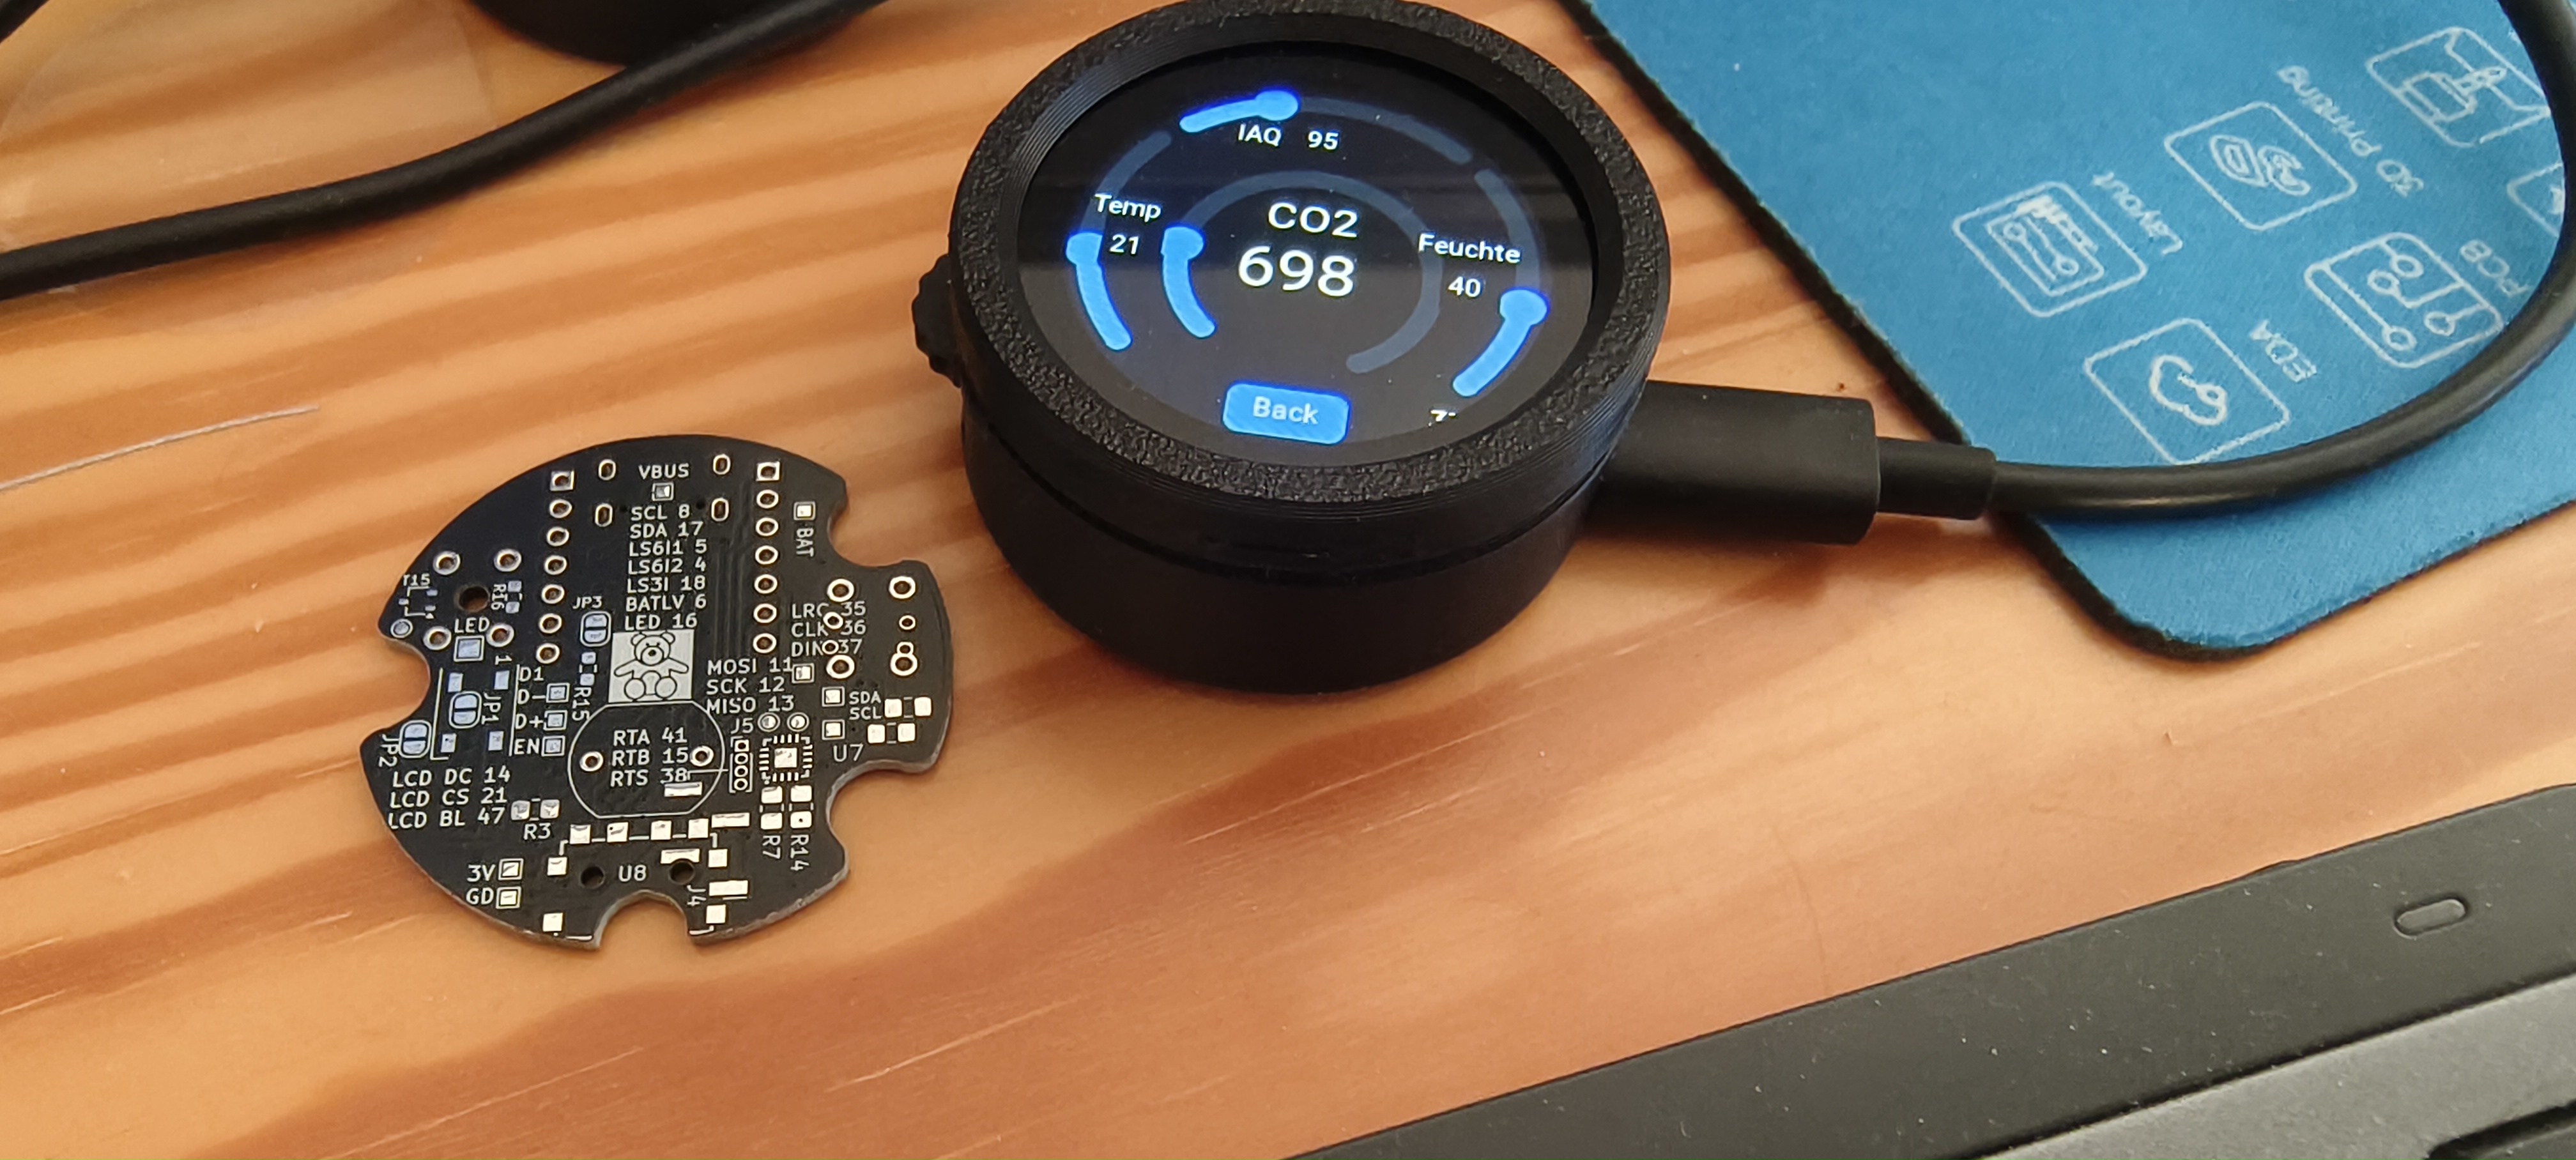 IAQ 95
Temp
21
CO2
698
Feuchte
40
Back
3D Printing
Layout
PCB
EDA
VBUS
SCL 8
SDA 17
LS6I1 5
LS6I2 4
LS3I 18
BATLV 6
LED 16
BAT
R16
JP3
LED
LRC 35
CLK 36
DIN 37
MOSI 11
SCK 12
MISO 13
1
D1
D-
D+
EN
R15
JP1
JP2
SDA
SCL
J5
U7
RTA 41
RTB 15
RTS 38
LCD DC 14
LCD CS 21
LCD BL 47
R3
R7
R14
3V
GD
U8
J4